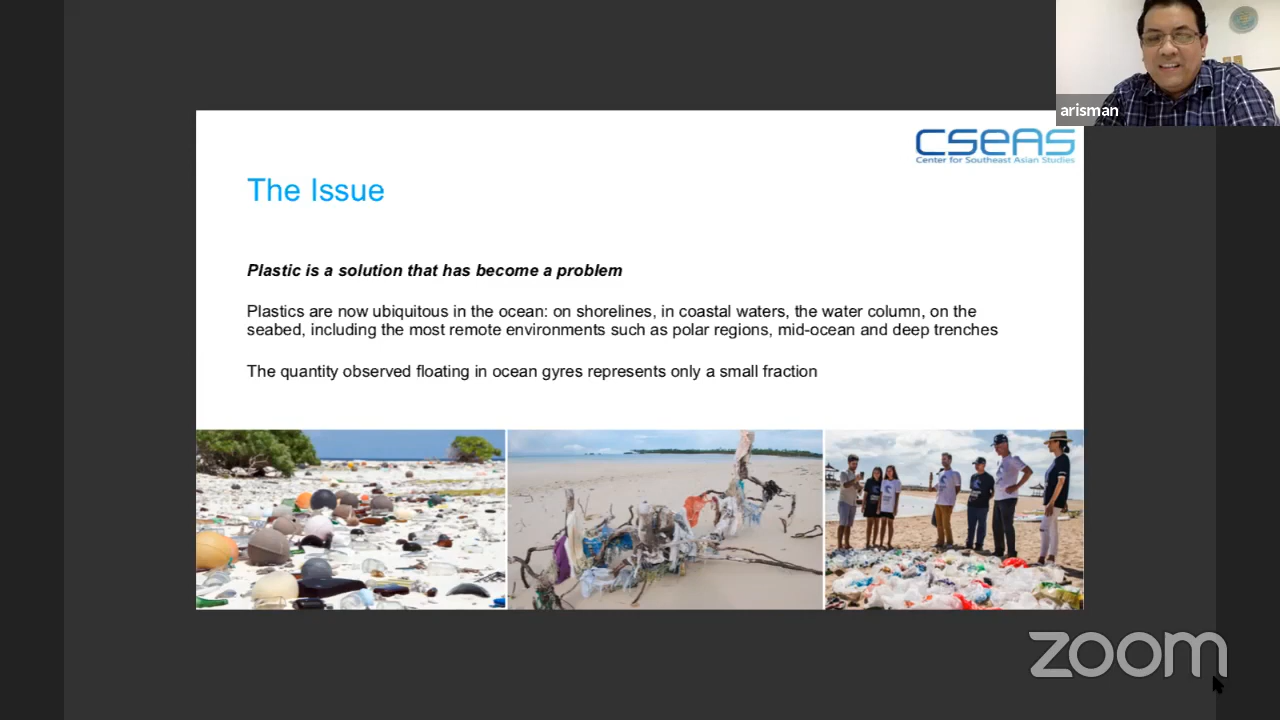 arisman
CSEAS
Center for Southeast Asian Studies
The Issue
Plastic is a solution that has become a problem
Plastics are now ubiquitous in the ocean: on shorelines, in coastal waters, the water column, on the
seabed, including the most remote environments such as polar regions, mid-ocean and deep trenches
The quantity observed floating in ocean gyres represents only a small fraction
zoom